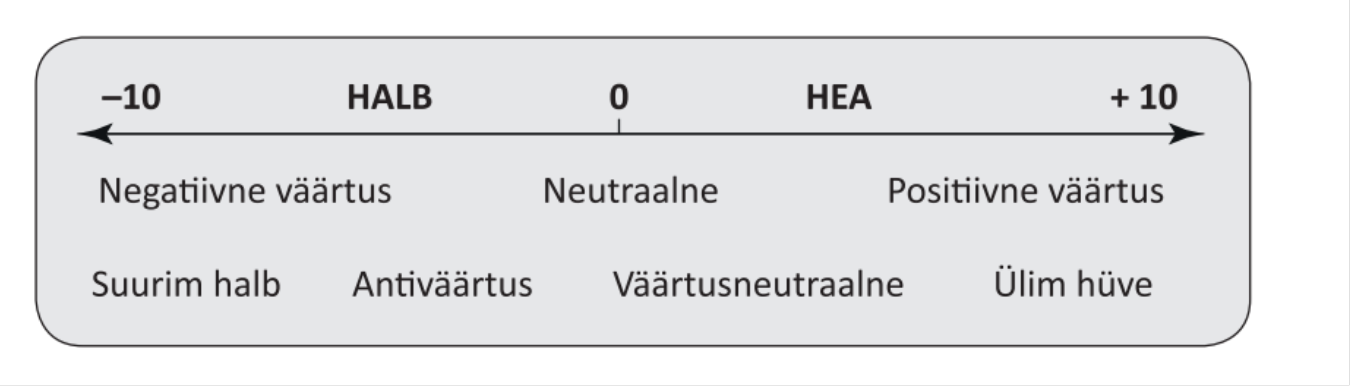 –10 HALB 0 HEA + 10
Negatiivne väärtus Neutraalne Positiivne väärtus
Suurim halb Antiväärtus Väärtusneutraalne Ülim hüve